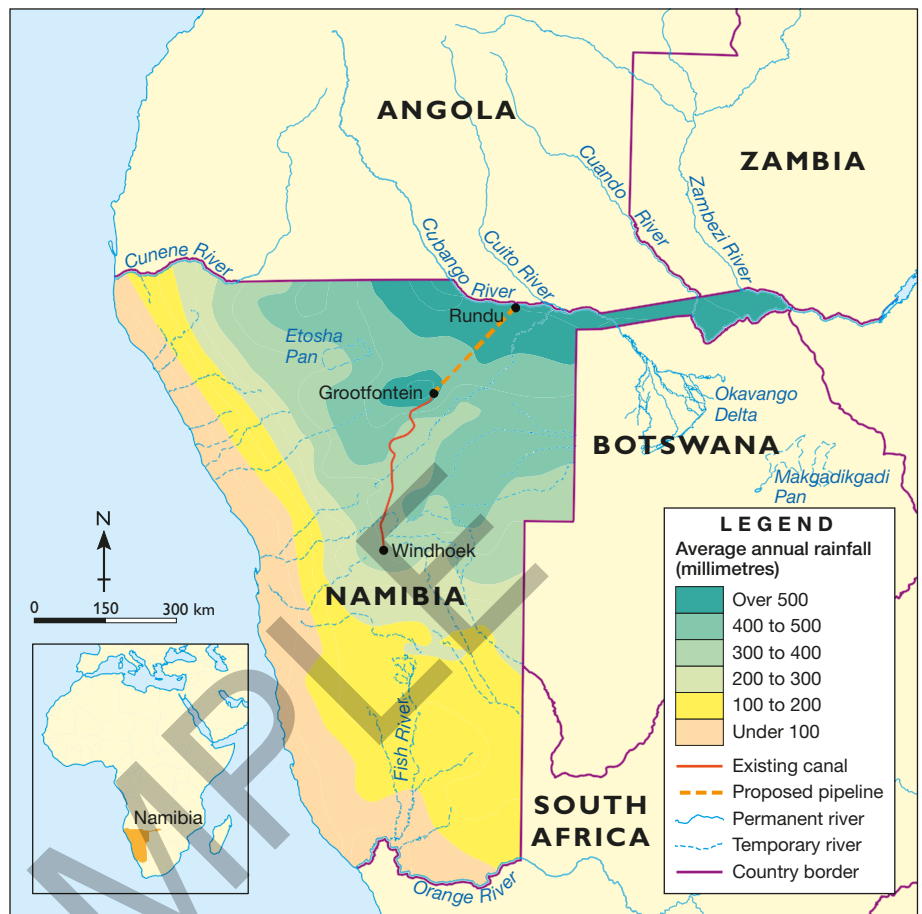 ANGOLA
ZAMBIA
Cuando
River
Zambezi River
Cunene River
Cubango River
Cuito River
Rundu
Etosha
Pan
Grootfontein
Okavango
Delta
BOTSWANA
Makgadikgadi
Pan
Windhoek
NAMIBIA
N
0 150 300 km
Fish River
SOUTH
AFRICA
Orange River
Namibia
LEGEND
Average annual rainfall
(millimetres)
Over 500
400 to 500
300 to 400
200 to 300
100 to 200
Under 100
Existing canal
Proposed pipeline
Permanent river
Temporary river
Country border
MPLE